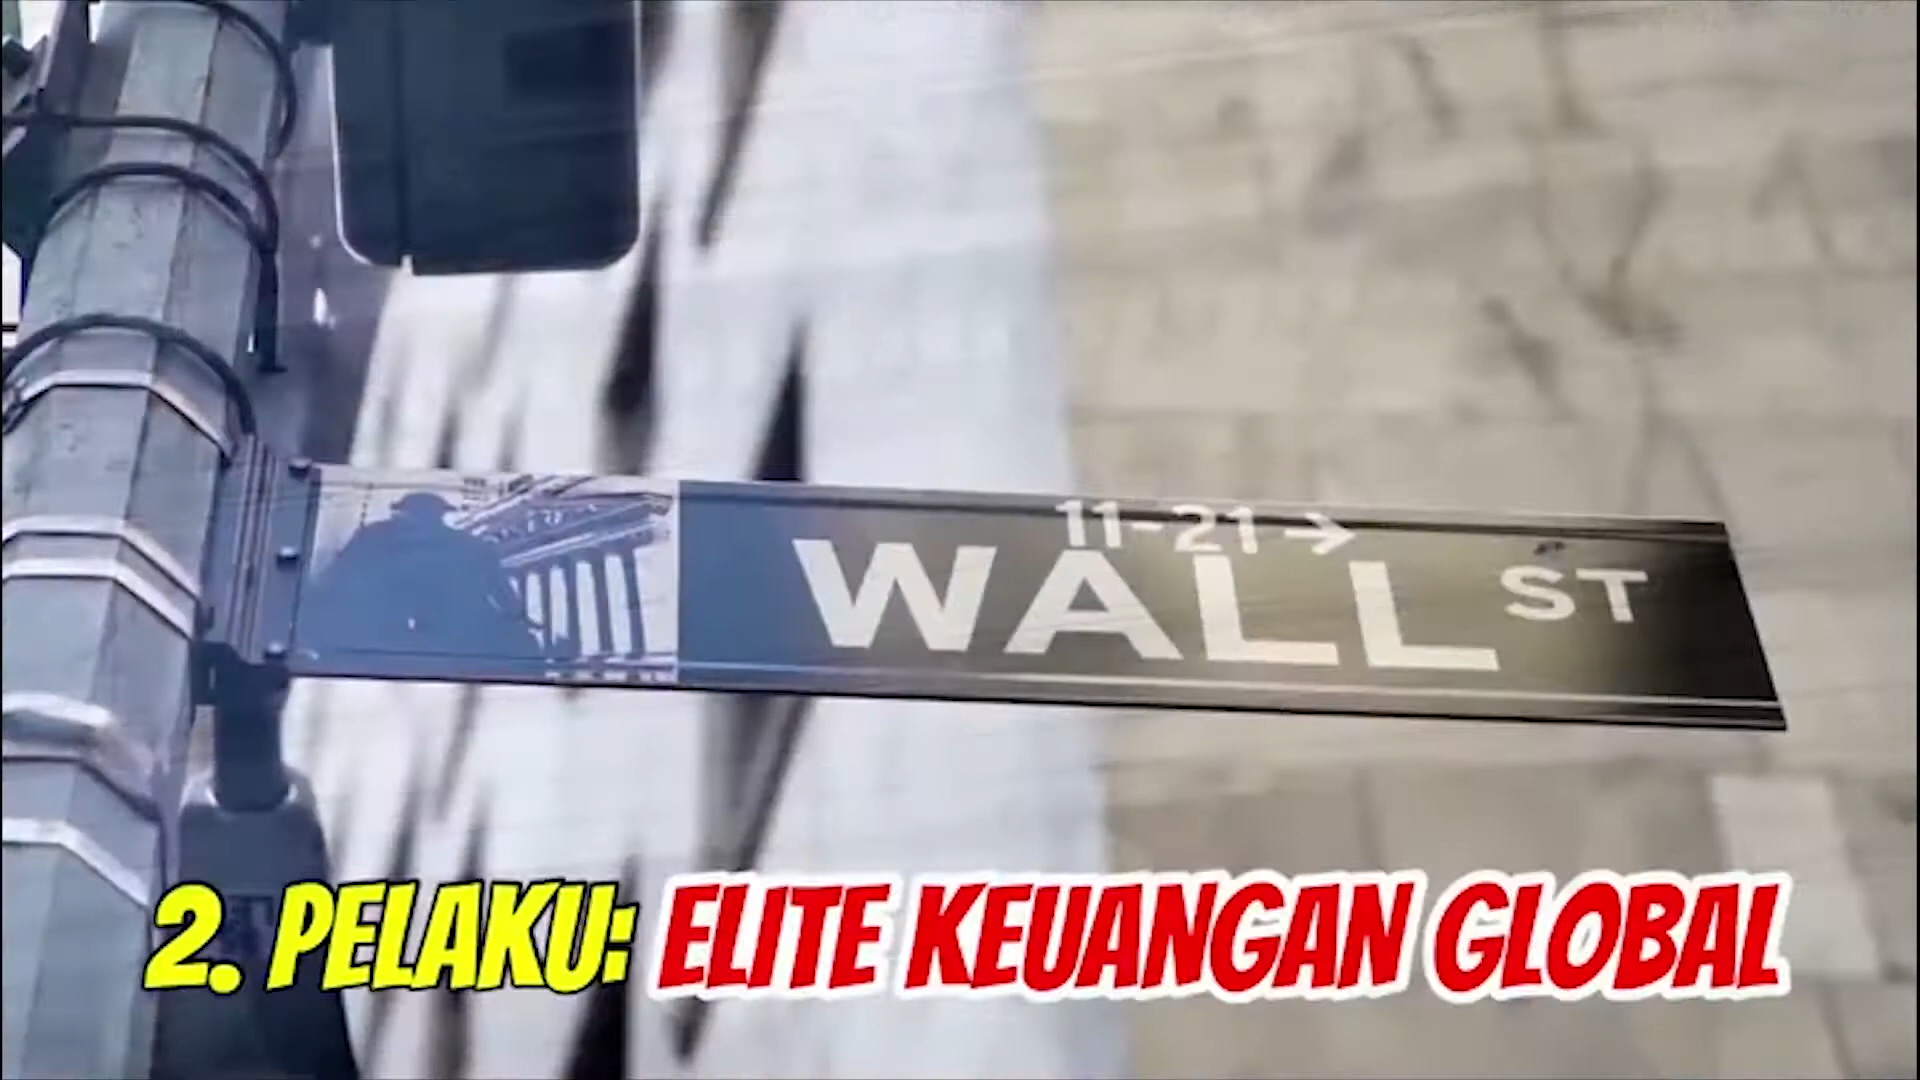 11-21 →
WALL ST
2. PELAKU: ELITE KEUANGAN GLOBAL